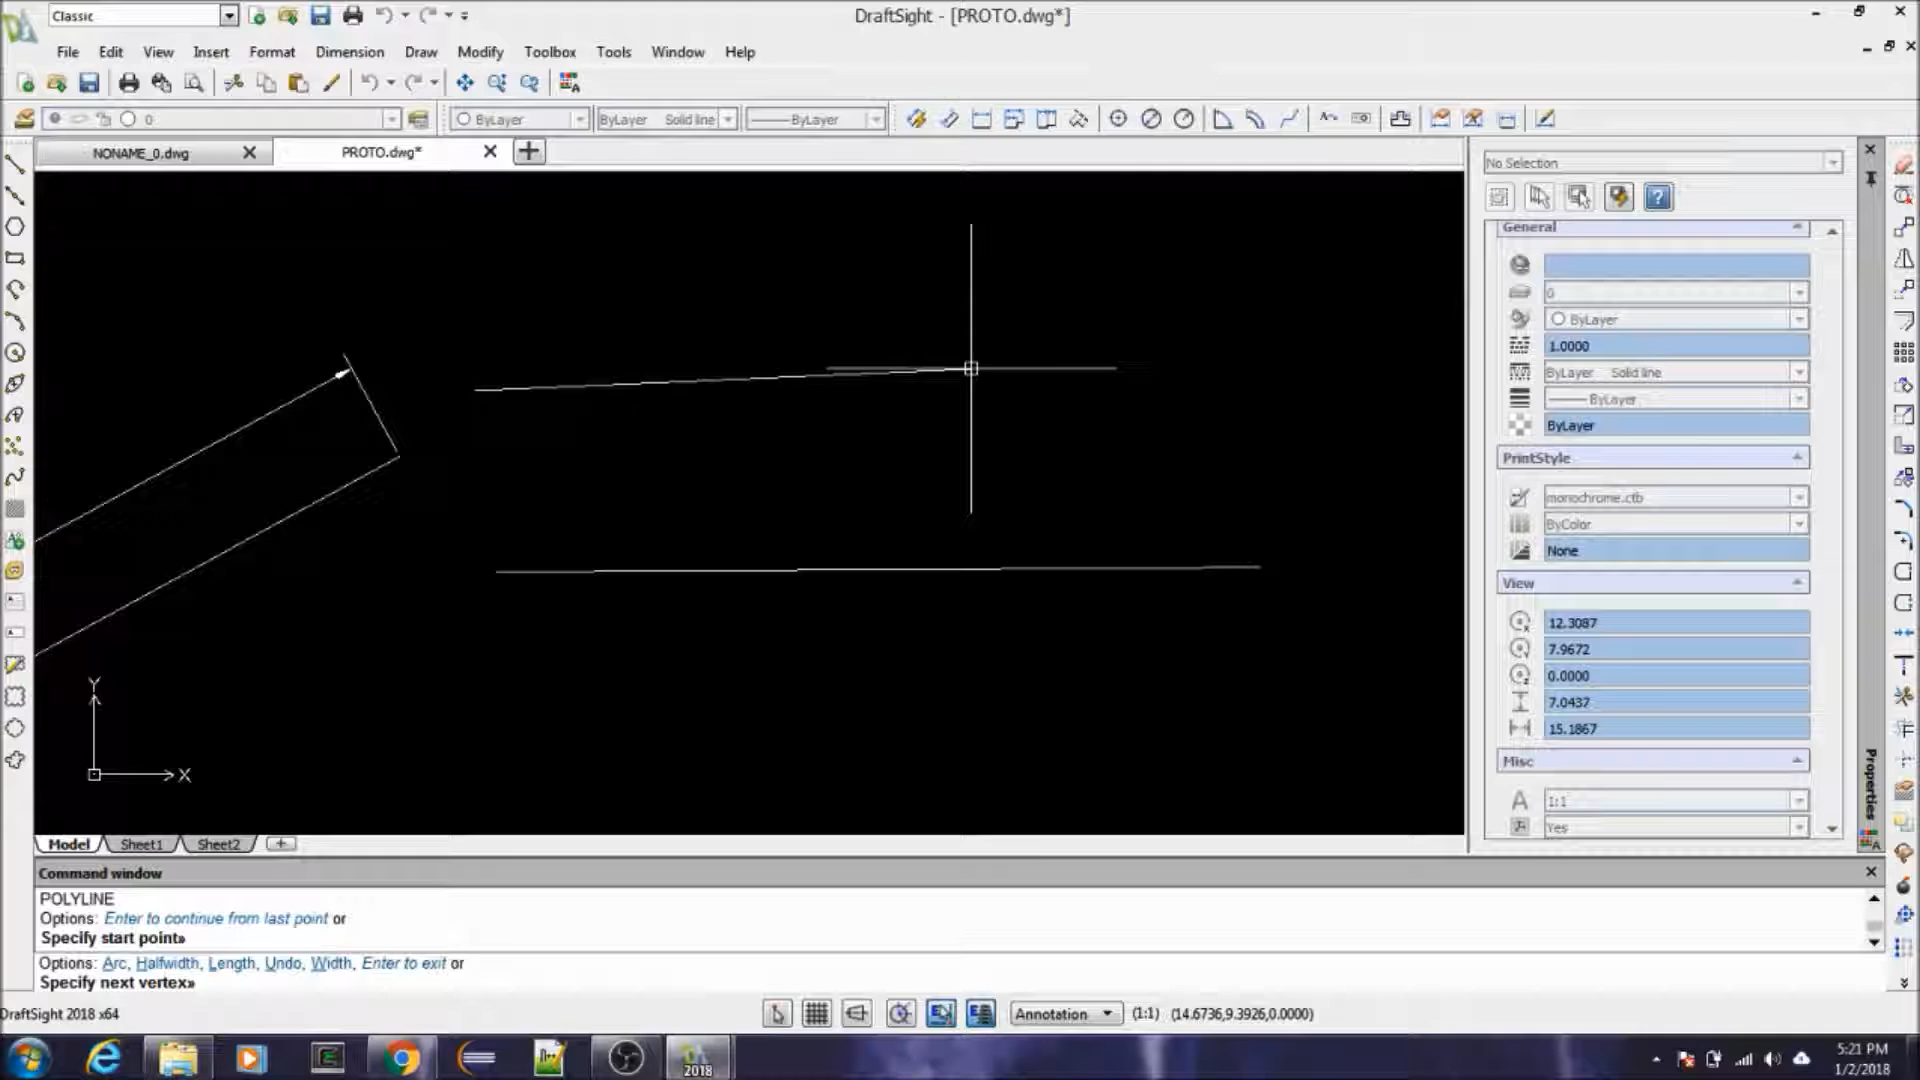 Classic
DraftSight - [PROTO.dwg*]
File Edit View Insert Format Dimension Draw Modify Toolbox Tools Window Help
0 ByLayer ByLayer Solid line ByLayer
NONAME_0.dwg PROTO.dwg*
No Selection
General
0
ByLayer
1.0000
ByLayer Solid line
ByLayer
ByLayer
PrintStyle
monochrome.ctb
ByColor
None
View
12.3087
7.9672
0.0000
7.0437
15.1867
Misc
1:1
Yes
Properties
Y
X
Model Sheet1 Sheet2
Command window
POLYLINE
Options: Enter to continue from last point or
Specify start point»
Options: Arc, Halfwidth, Length, Undo, Width, Enter to exit or
Specify next vertex»
DraftSight 2018 x64
Annotation (1:1) (14.6736,9.3926,0.0000)
2018
5:21 PM
1/2/2018